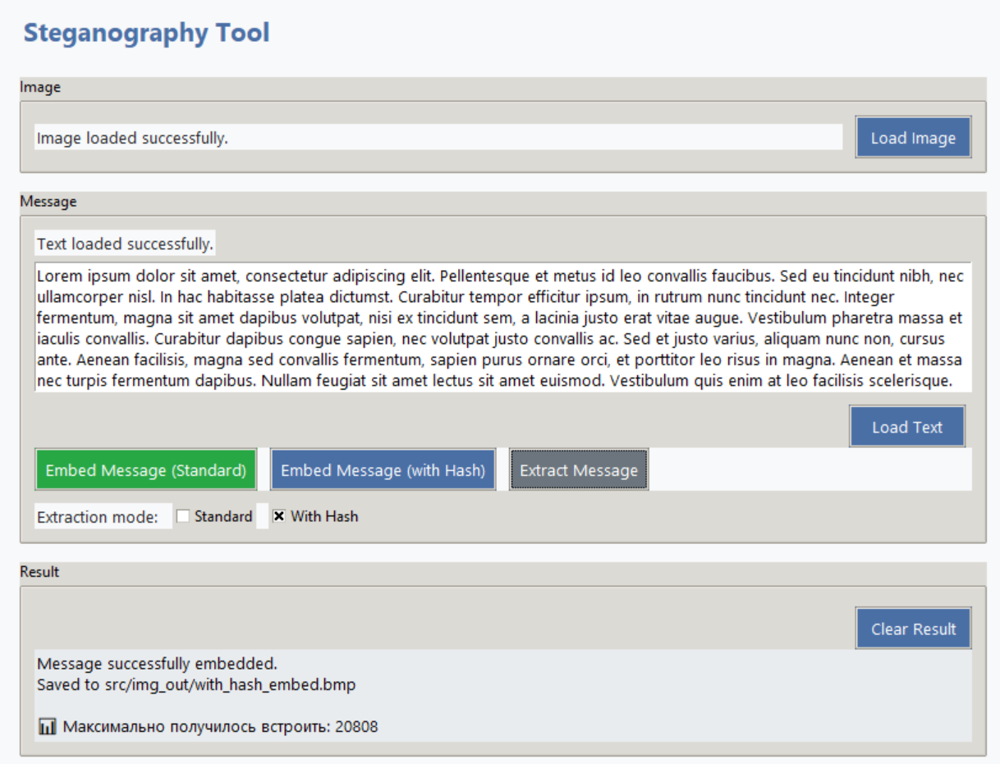 Steganography Tool
Image
Image loaded successfully.
Load Image
Message
Text loaded successfully.
Lorem ipsum dolor sit amet, consectetur adipiscing elit. Pellentesque et metus id leo convallis faucibus. Sed eu tincidunt nibh, nec
ullamcorper nisl. In hac habitasse platea dictumst. Curabitur tempor efficitur ipsum, in rutrum nunc tincidunt nec. Integer
fermentum, magna sit amet dapibus volutpat, nisi ex tincidunt sem, a lacinia justo erat vitae augue. Vestibulum pharetra massa et
iaculis convallis. Curabitur dapibus congue sapien, nec volutpat justo convallis ac. Sed et justo varius, aliquam nunc non, cursus
ante. Aenean facilisis, magna sed convallis fermentum, sapien purus ornare orci, et porttitor leo risus in magna. Aenean et massa
nec turpis fermentum dapibus. Nullam feugiat sit amet lectus sit amet euismod. Vestibulum quis enim at leo facilisis scelerisque.
Load Text
Embed Message (Standard) Embed Message (with Hash) Extract Message
Extraction mode: Standard With Hash
Result
Clear Result
Message successfully embedded.
Saved to src/img_out/with_hash_embed.bmp
Максимально получилось встроить: 20808